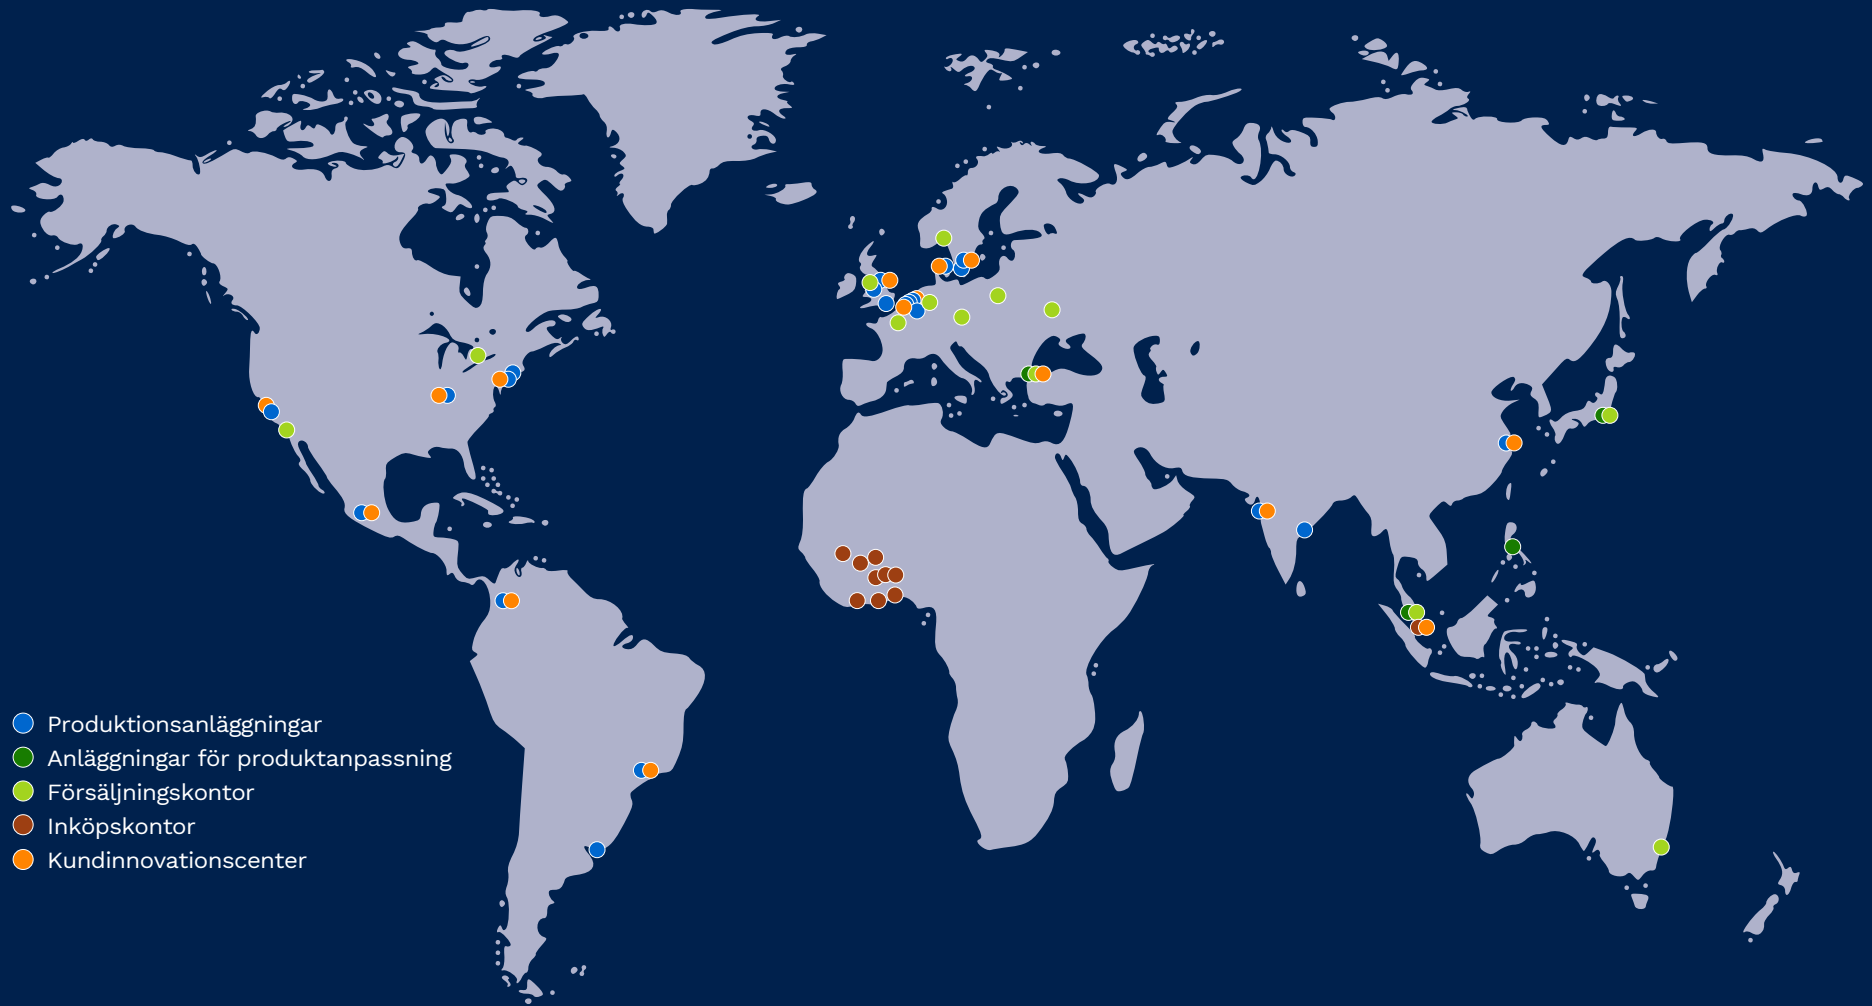 Produktionsanläggningar
Anläggningar för produktanpassning
Försäljningskontor
Inköpskontor
Kundinnovationscenter